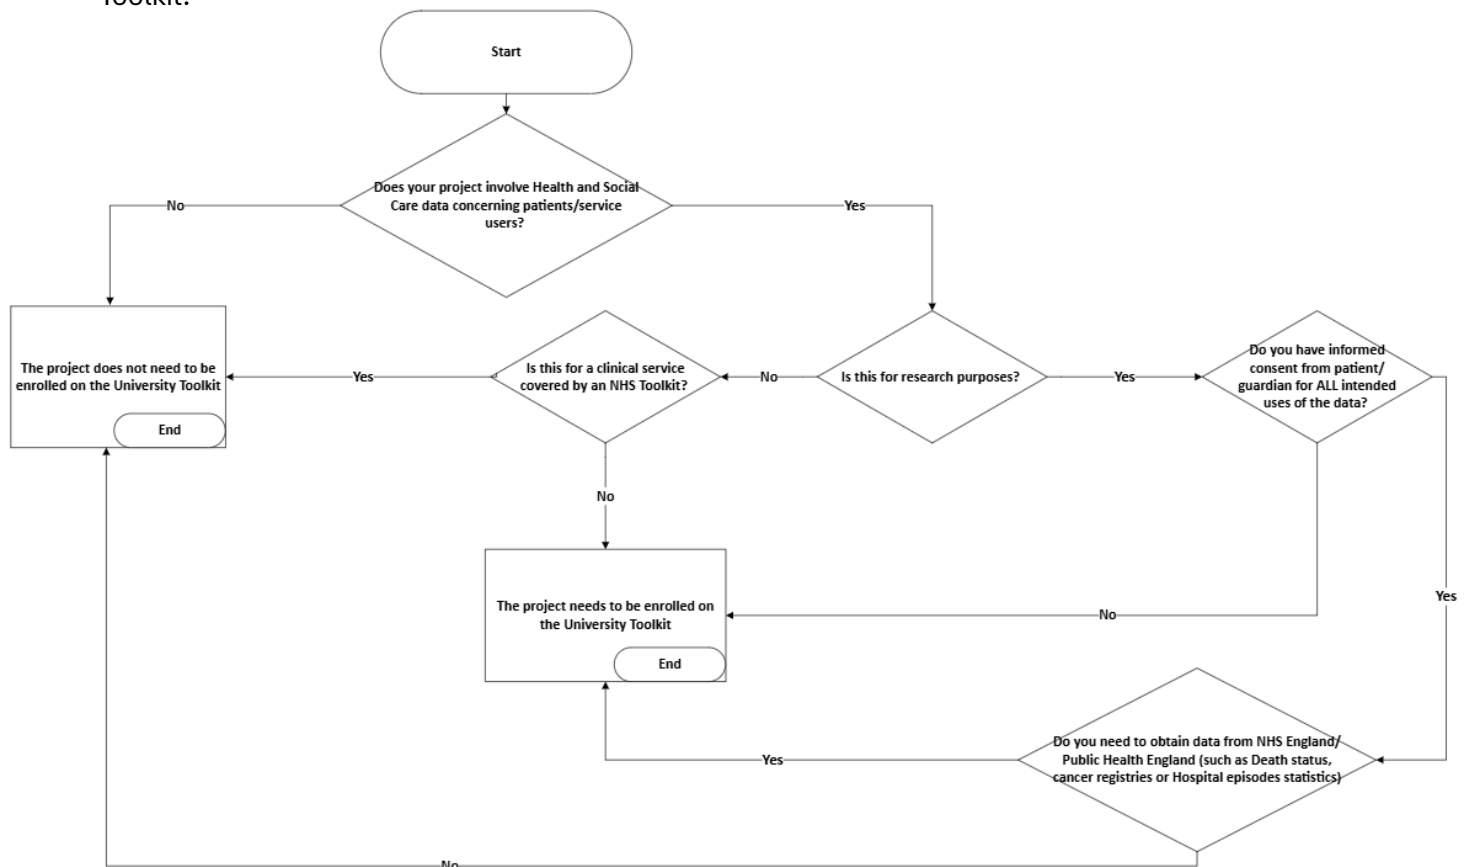 Toolkit.
Start
Does your project involve Health and Social
Care data concerning patients/service
users?
No
Yes
The project does not need to be
enrolled on the University Toolkit
End
Yes
Is this for a clinical service
covered by an NHS Toolkit?
No
Is this for research purposes?
Yes
Do you have informed
consent from patient/
guardian for ALL intended
uses of the data?
No
The project needs to be enrolled on
the University Toolkit
End
No
Yes
Do you need to obtain data from NHS England/
Public Health England (such as Death status,
cancer registries or Hospital episodes statistics)
Yes
No